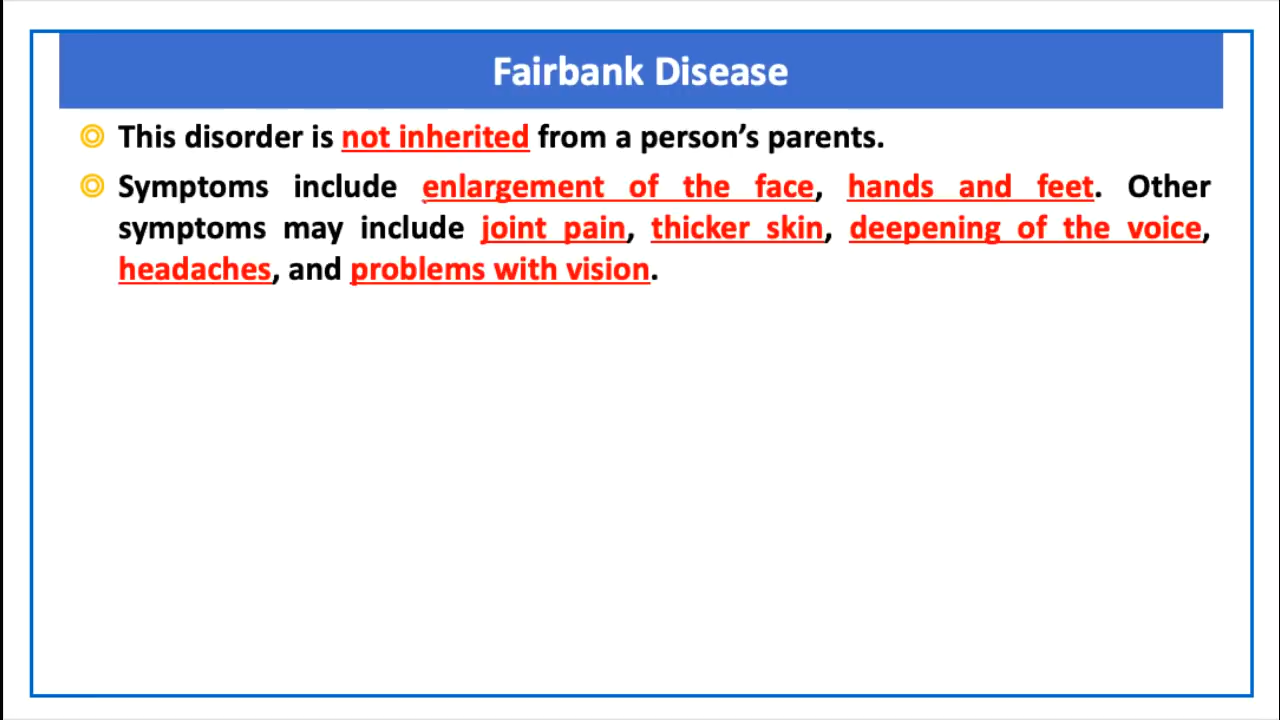 Fairbank Disease
This disorder is not inherited from a person’s parents.
Symptoms include enlargement of the face, hands and feet. Other
symptoms may include joint pain, thicker skin, deepening of the voice,
headaches, and problems with vision.